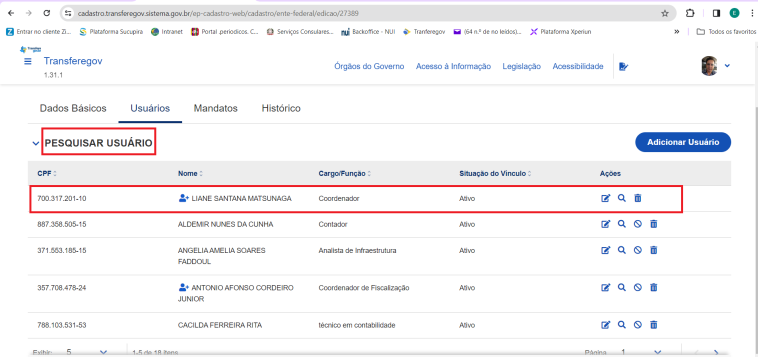 cadastro.transferegov.sistema.gov.br/ep-cadastro-web/cadastro/ente-federal/edicao/27389
Entrar no cliente Zi... Plataforma Sucupira Intranet Portal .periodicos. C... Serviços Consulares... Backoffice - NUI Tranferegov (64 n.º de no leídos)... Plataforma Xperiun » Todos os favoritos
Transferegov
1.31.1
Órgãos do Governo Acesso à Informação Legislação Acessibilidade
Dados Básicos Usuários Mandatos Histórico
PESQUISAR USUÁRIO Adicionar Usuário
CPF Nome Cargo/Função Situação do Vínculo Ações
700.317.201-10 LIANE SANTANA MATSUNAGA Coordenador Ativo
887.358.505-15 ALDEMIR NUNES DA CUNHA Contador Ativo
371.553.185-15 ANGELIA AMELIA SOARES FADDOUL Analista de Infraestrutura Ativo
357.708.478-24 ANTONIO AFONSO CORDEIRO JUNIOR Coordenador de Fiscalização Ativo
788.103.531-53 CACILDA FERREIRA RITA técnico em contabilidade Ativo
Exibir: 5 1-5 de 18 itens Página 1